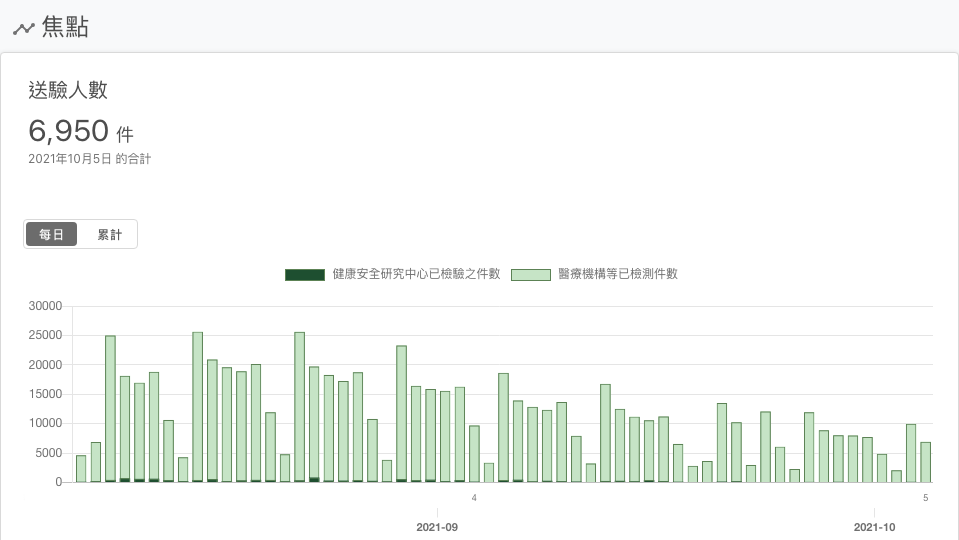 焦點
送驗人數
6,950 件
2021年10月5日 的合計
每日 累計
健康安全研究中心已檢驗之件數 醫療機構等已檢測件數
30000
25000
20000
15000
10000
5000
0
4 5
2021-09 2021-10